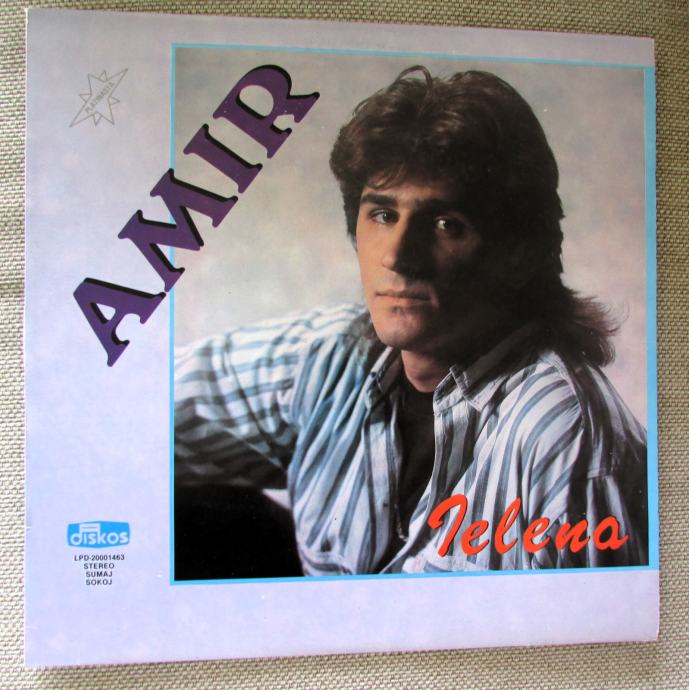 AMIR
Jelena
diskos
LPD-20001463
STEREO
SUMAJ
SOKOJ